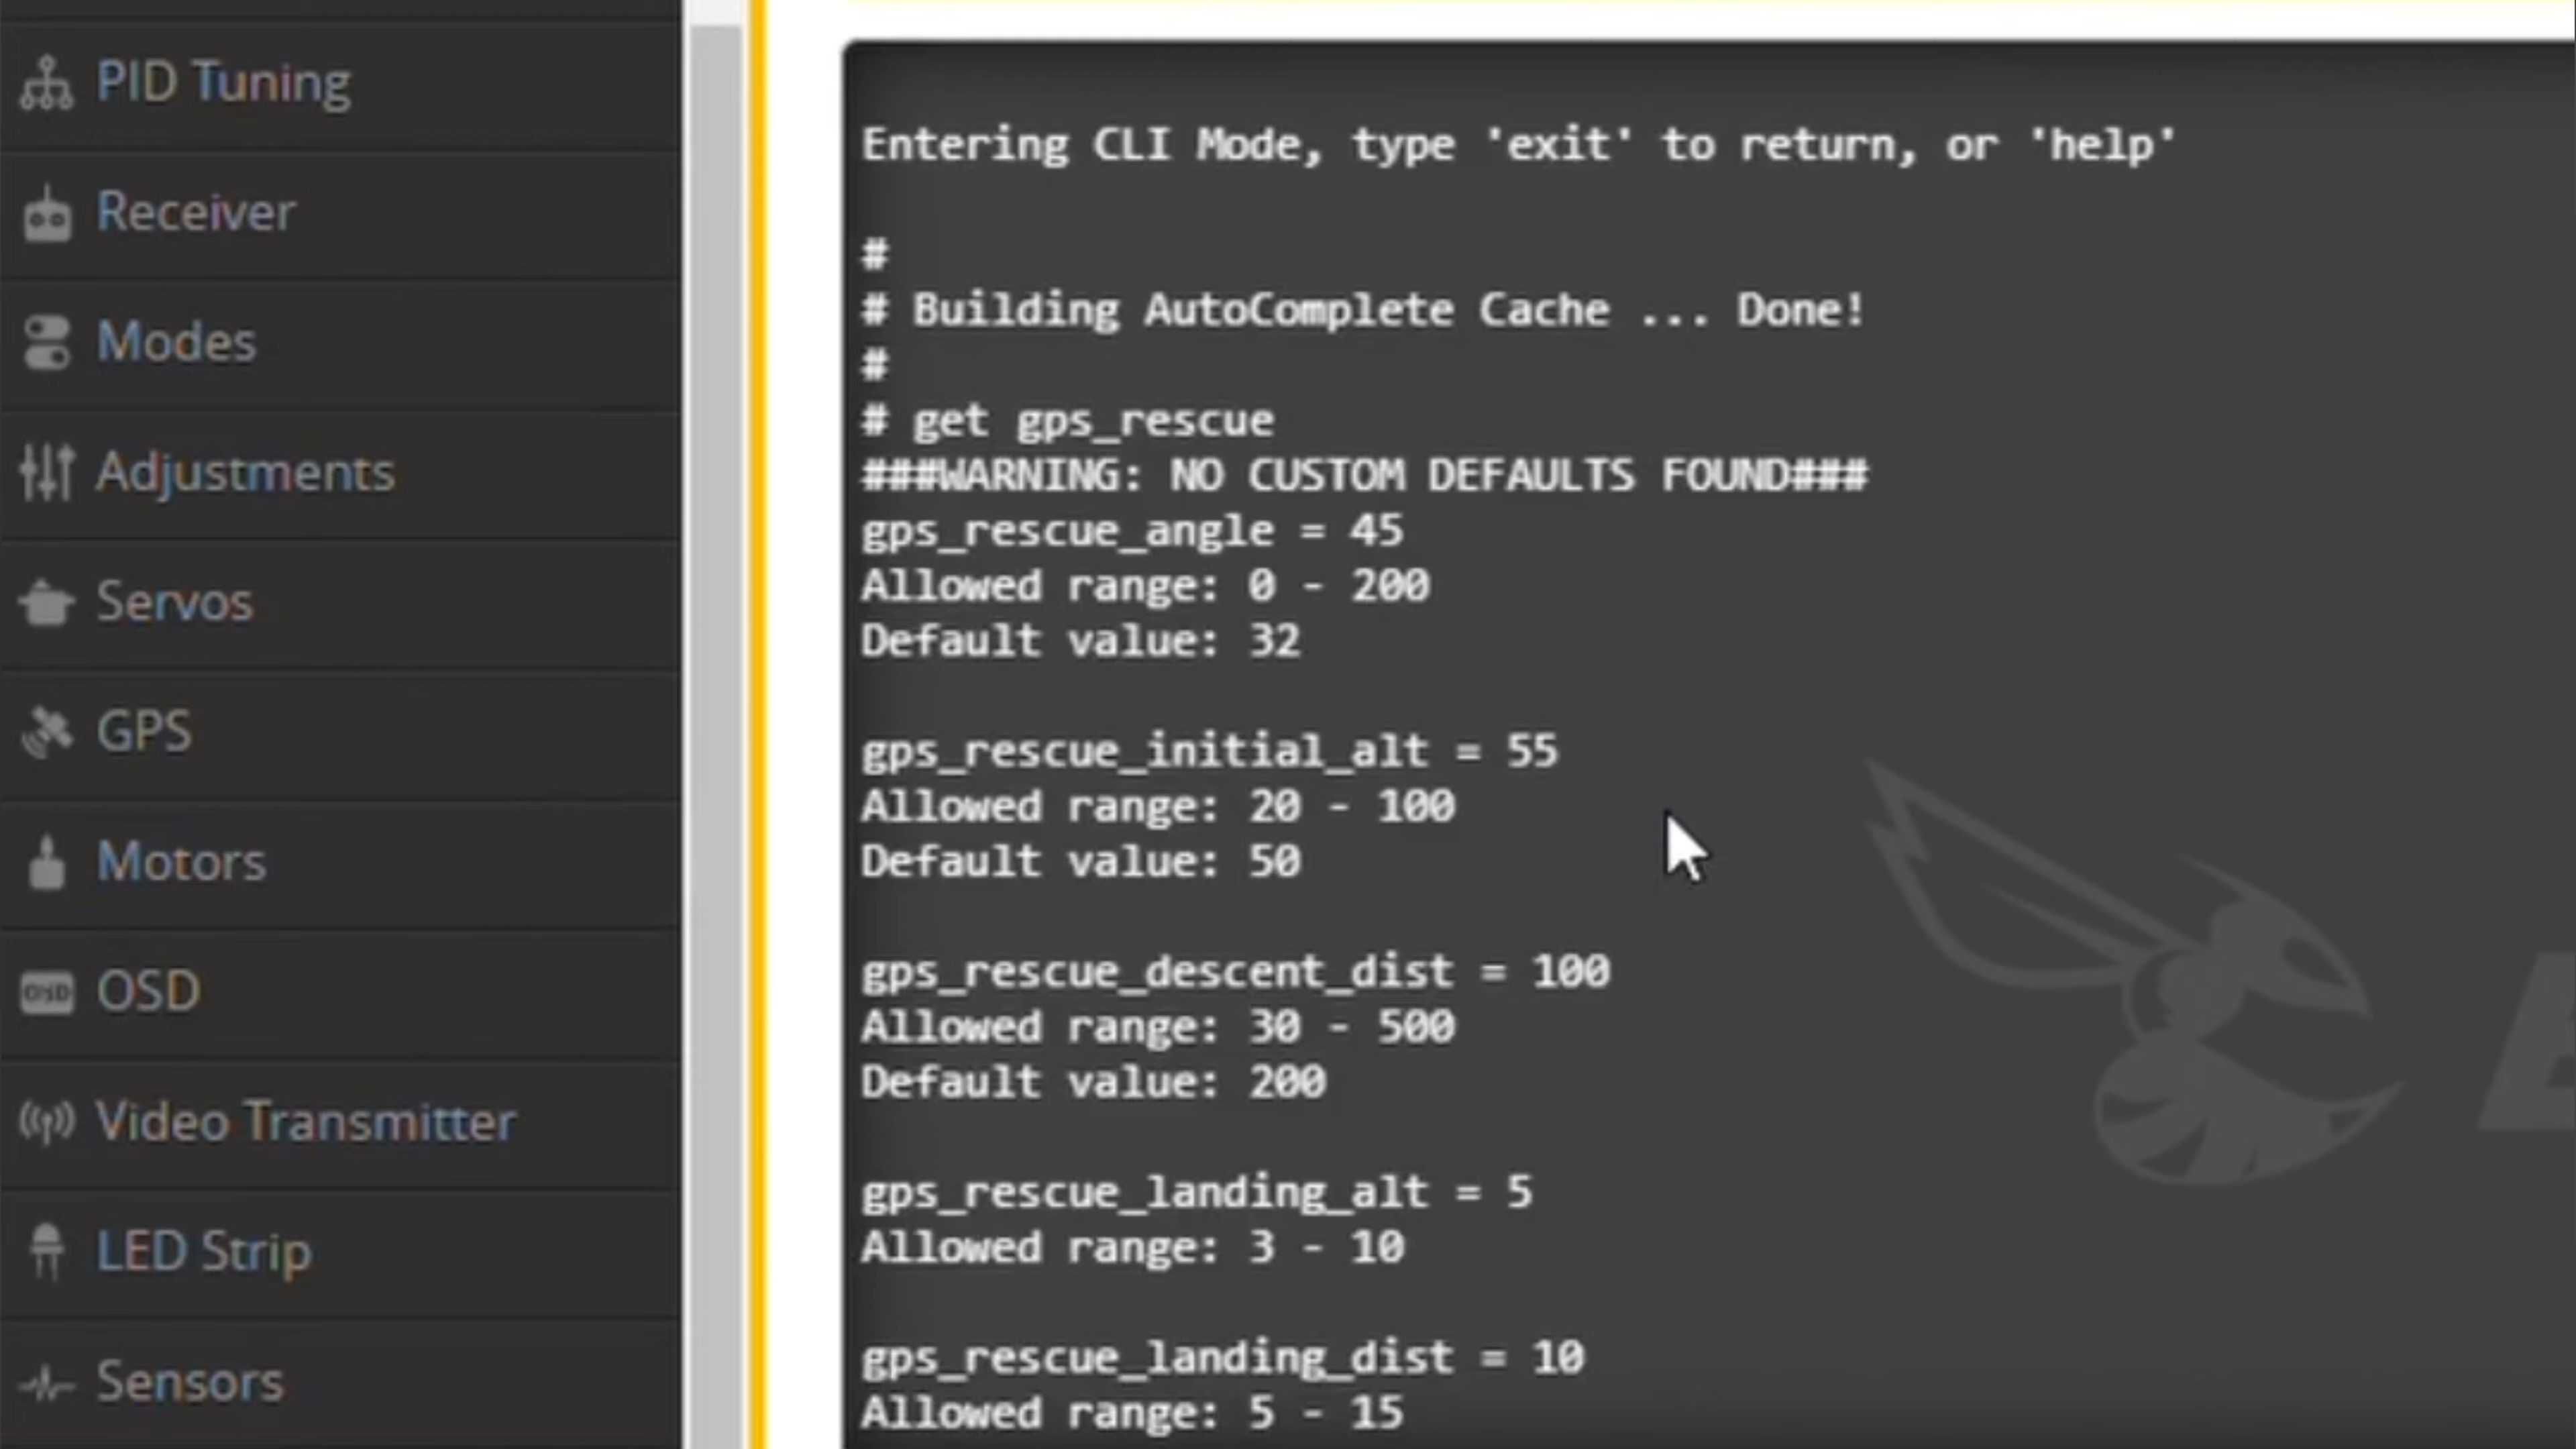 PID Tuning
Receiver
Modes
Adjustments
Servos
GPS
Motors
OSD
OSD
Video Transmitter
LED Strip
Sensors
Entering CLI Mode, type 'exit' to return, or 'help'
#
# Building AutoComplete Cache ... Done!
#
# get gps_rescue
###WARNING: NO CUSTOM DEFAULTS FOUND###
gps_rescue_angle = 45
Allowed range: 0 - 200
Default value: 32
gps_rescue_initial_alt = 55
Allowed range: 20 - 100
Default value: 50
gps_rescue_descent_dist = 100
Allowed range: 30 - 500
Default value: 200
gps_rescue_landing_alt = 5
Allowed range: 3 - 10
gps_rescue_landing_dist = 10
Allowed range: 5 - 15